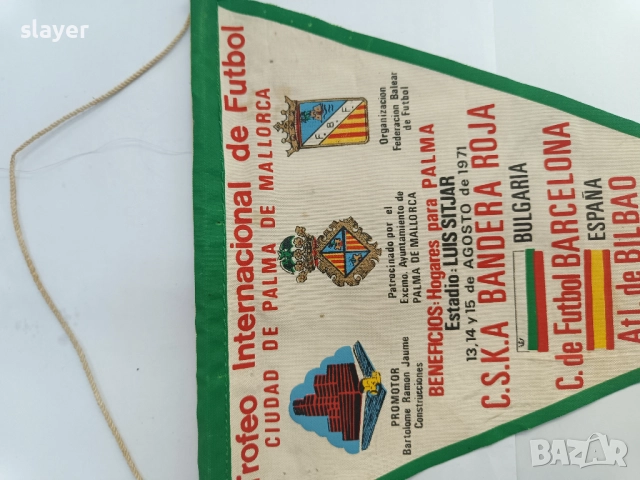 slayer
Trofeo Internacional de Futbol
CIUDAD DE PALMA DE MALLORCA
F.B.F.
Organizacion
Federacion Balear
de Futbol
Patrocinado por el
Excmo. Ayuntamiento de
PALMA DE MALLORCA
PROMOTOR
Bartolome Ramon Jaume
Construcciones
BENEFICIOS: Hogares para PALMA
Estadio: LUIS SITJAR
13,14 y 15 de AGOSTO de 1971
C.S.K.A BANDERA ROJA
BULGARIA
C. de Futbol BARCELONA
ESPAÑA
Atl. de BILBAO
BAZAR